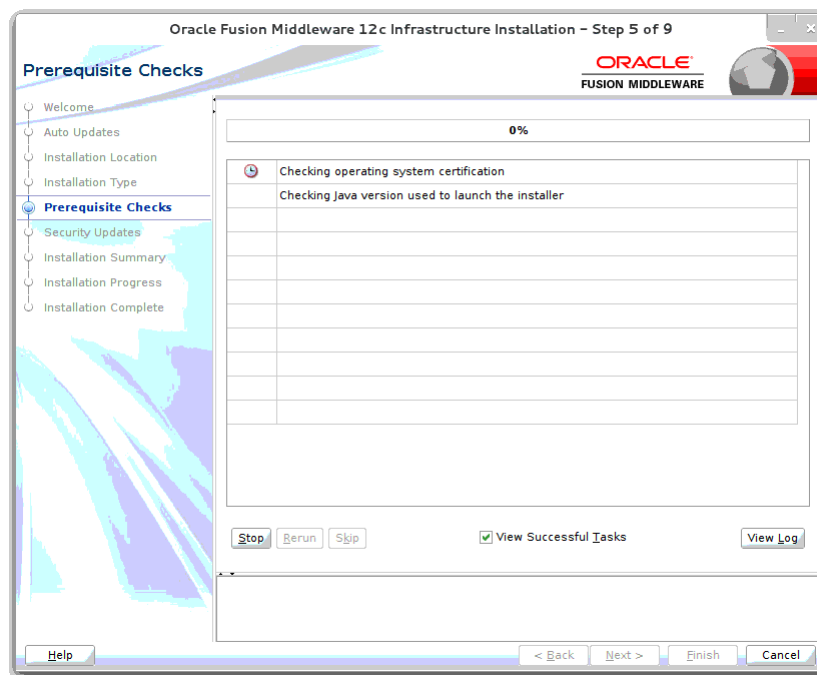 Oracle Fusion Middleware 12c Infrastructure Installation - Step 5 of 9
Prerequisite Checks
ORACLE
FUSION MIDDLEWARE
Welcome
Auto Updates
Installation Location
Installation Type
Prerequisite Checks
Security Updates
Installation Summary
Installation Progress
Installation Complete
0%
Checking operating system certification
Checking Java version used to launch the installer
Stop Rerun Skip View Successful Tasks View Log
Help < Back Next > Finish Cancel